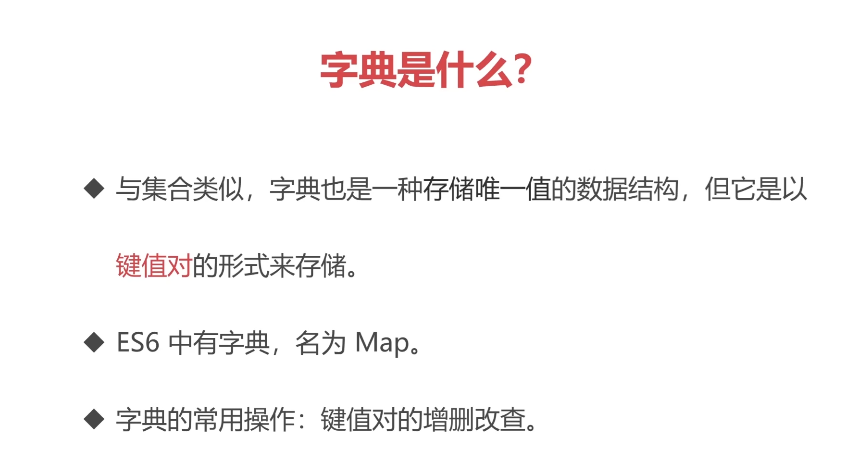 字典是什么？
◆ 与集合类似，字典也是一种存储唯一值的数据结构，但它是以
键值对的形式来存储。
◆ ES6 中有字典，名为 Map。
◆ 字典的常用操作：键值对的增删改查。